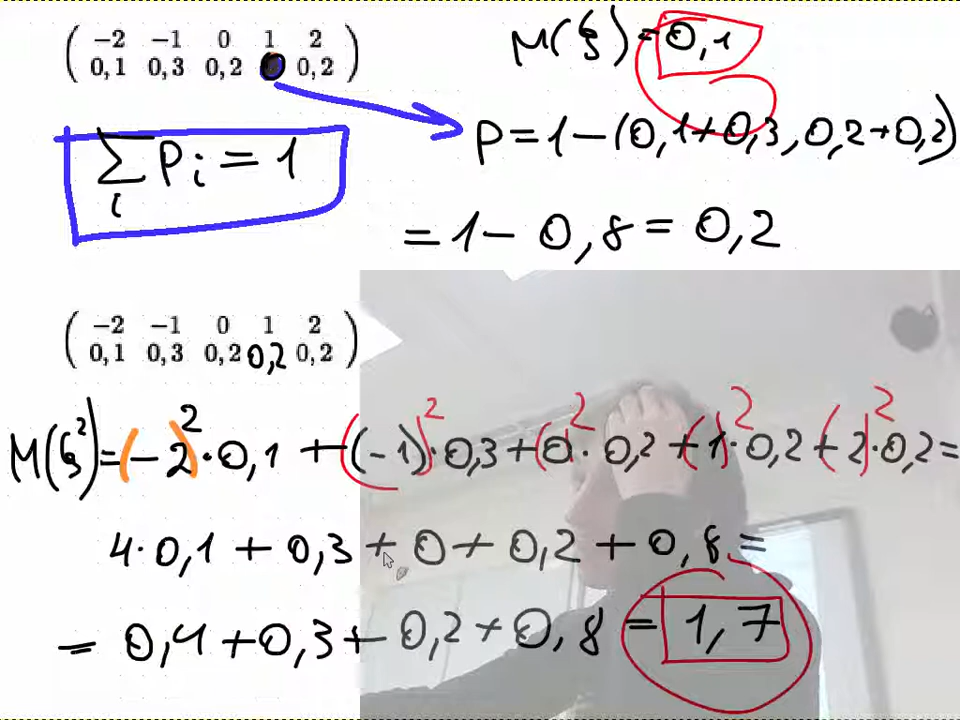 -2 -1 0 1 2
0,1 0,3 0,2 0,2
M(ξ)=0,1
P=1-(0,1+0,3,0,2+0,2)
∑ Pi = 1
i
=1-0,8=0,2
-2 -1 0 1 2
0,1 0,3 0,2 0,2 0,2
M(ξ²)=(-2)²·0,1+(-1)²·0,3+(0)²·0,2+(1)²·0,2+(2)²·0,2=
4·0,1+0,3+0+0,2+0,8=
=0,4+0,3+0,2+0,8=1,7